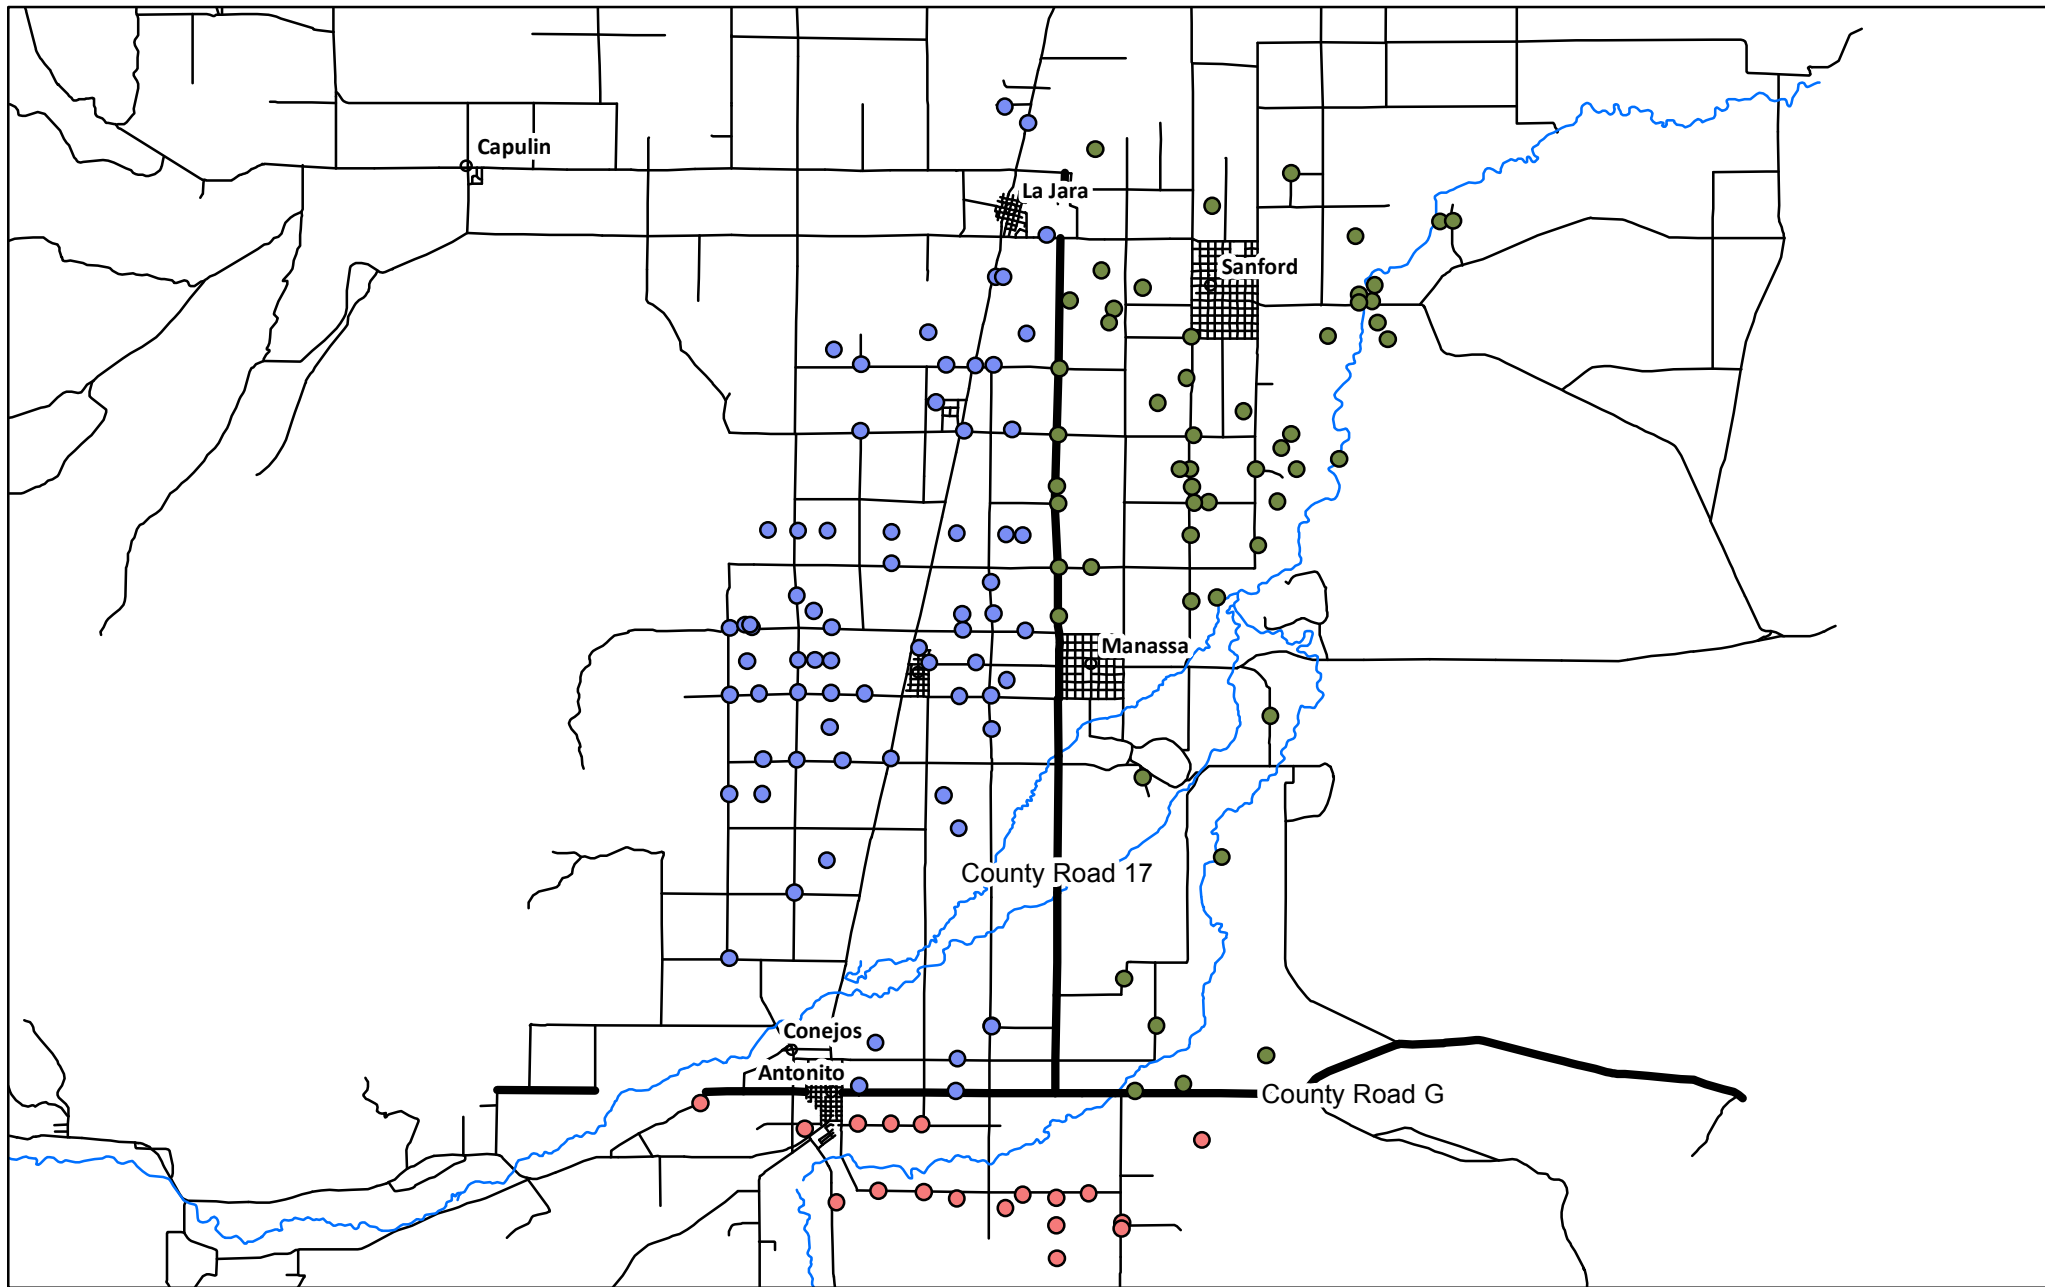 Capulin
La Jara
Sanford
Manassa
County Road 17
Conejos
Antonito
County Road G